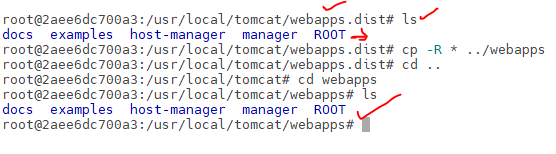 root@2aee6dc700a3:/usr/local/tomcat/webapps.dist# ls
docs  examples  host-manager  manager  ROOT
root@2aee6dc700a3:/usr/local/tomcat/webapps.dist# cp -R * ../webapps
root@2aee6dc700a3:/usr/local/tomcat/webapps.dist# cd ..
root@2aee6dc700a3:/usr/local/tomcat# cd webapps
root@2aee6dc700a3:/usr/local/tomcat/webapps# ls
docs  examples  host-manager  manager  ROOT
root@2aee6dc700a3:/usr/local/tomcat/webapps#